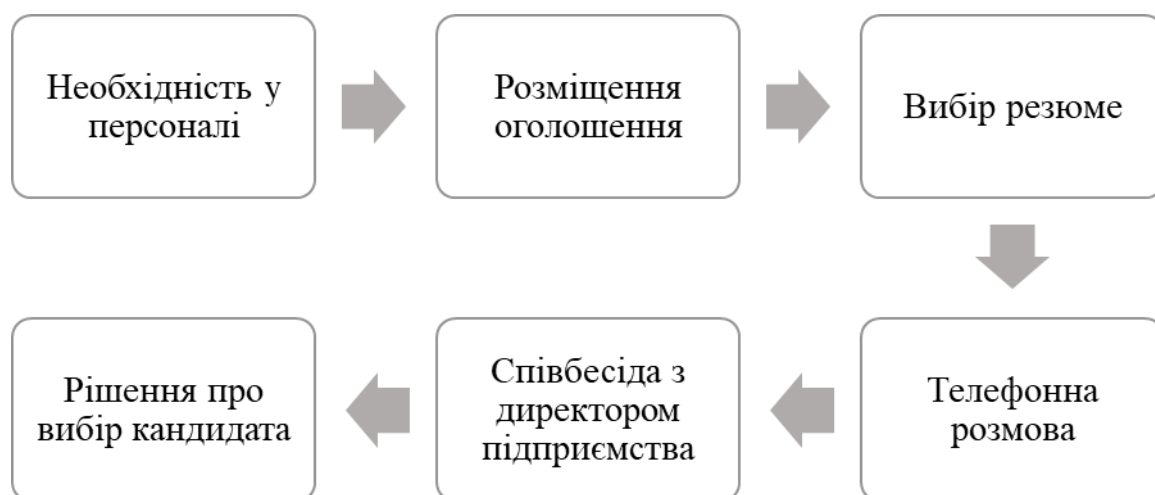 Необхідність у
персоналі
Розміщення
оголошення
Вибір резюме
Телефонна
розмова
Співбесіда з
директором
підприємства
Рішення про
вибір кандидата